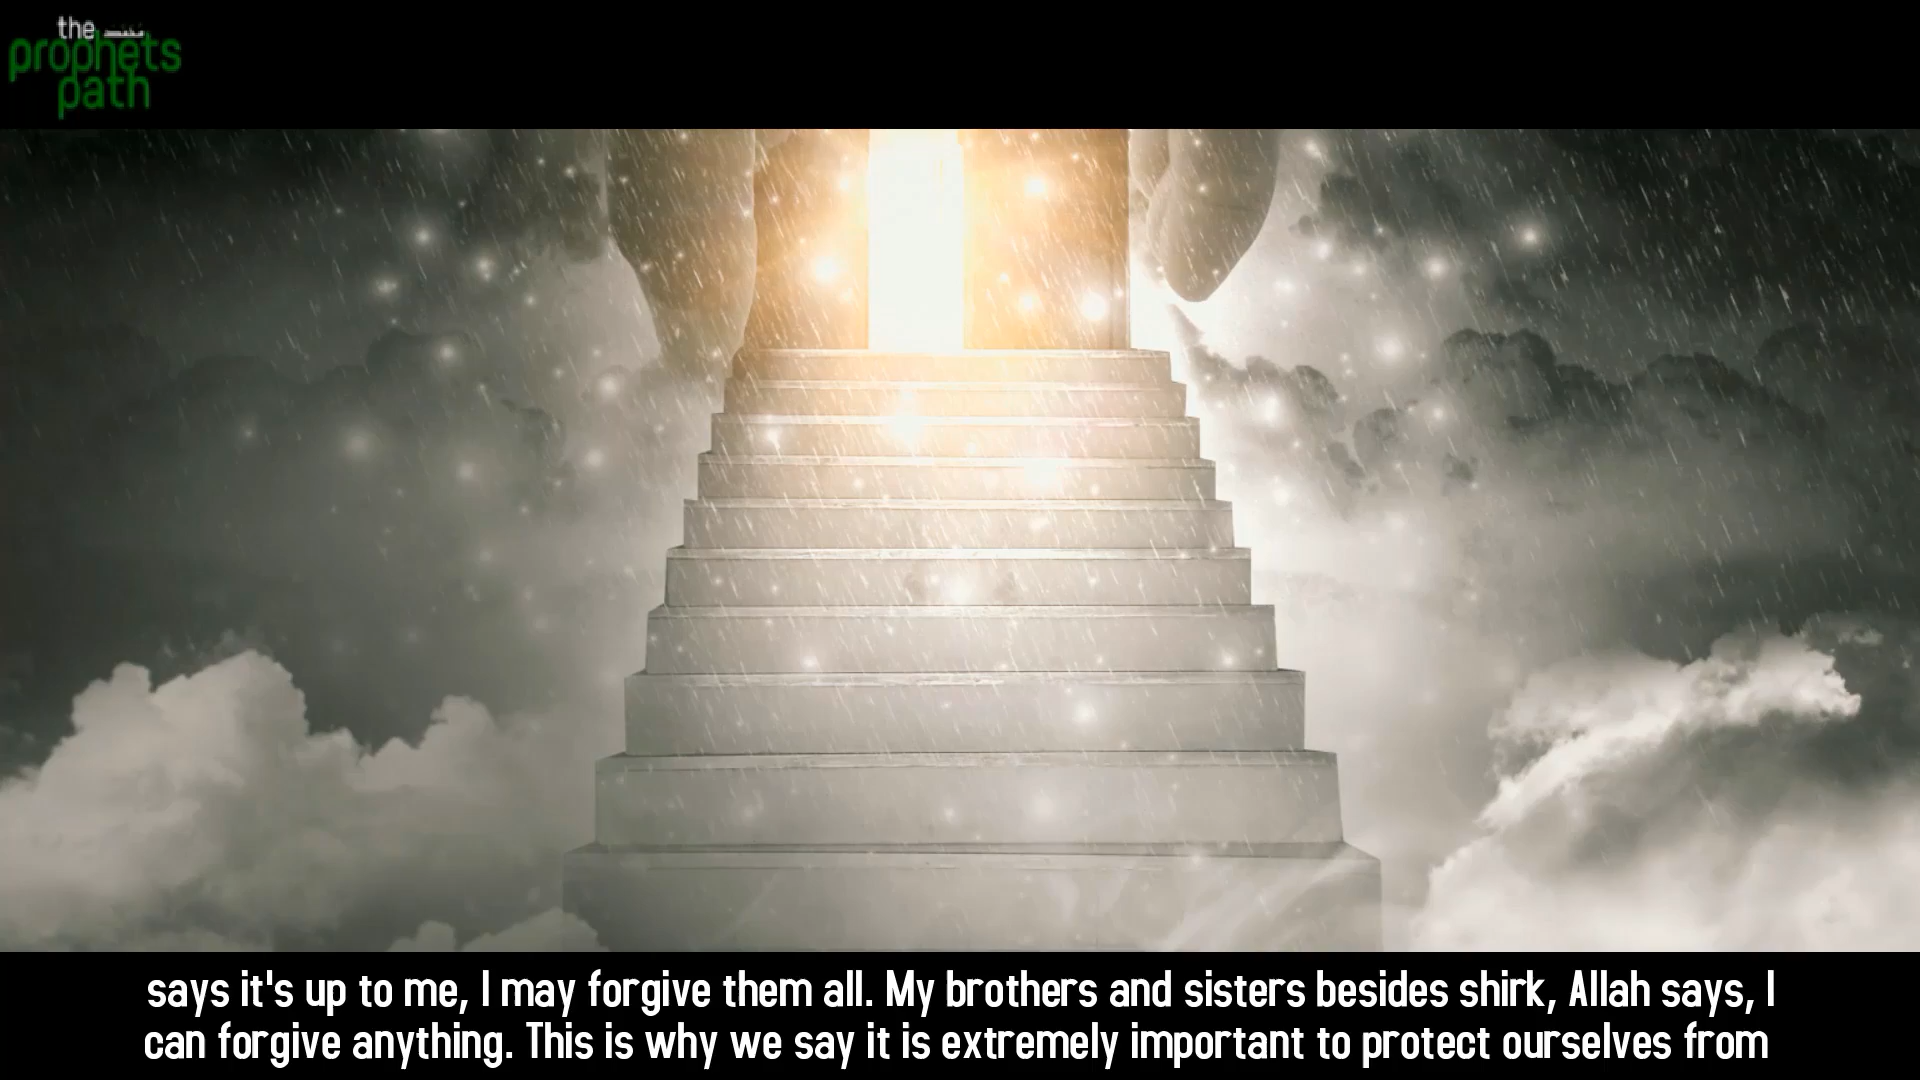 the
prophets
path
says it's up to me, I may forgive them all. My brothers and sisters besides shirk, Allah says, I
can forgive anything. This is why we say it is extremely important to protect ourselves from